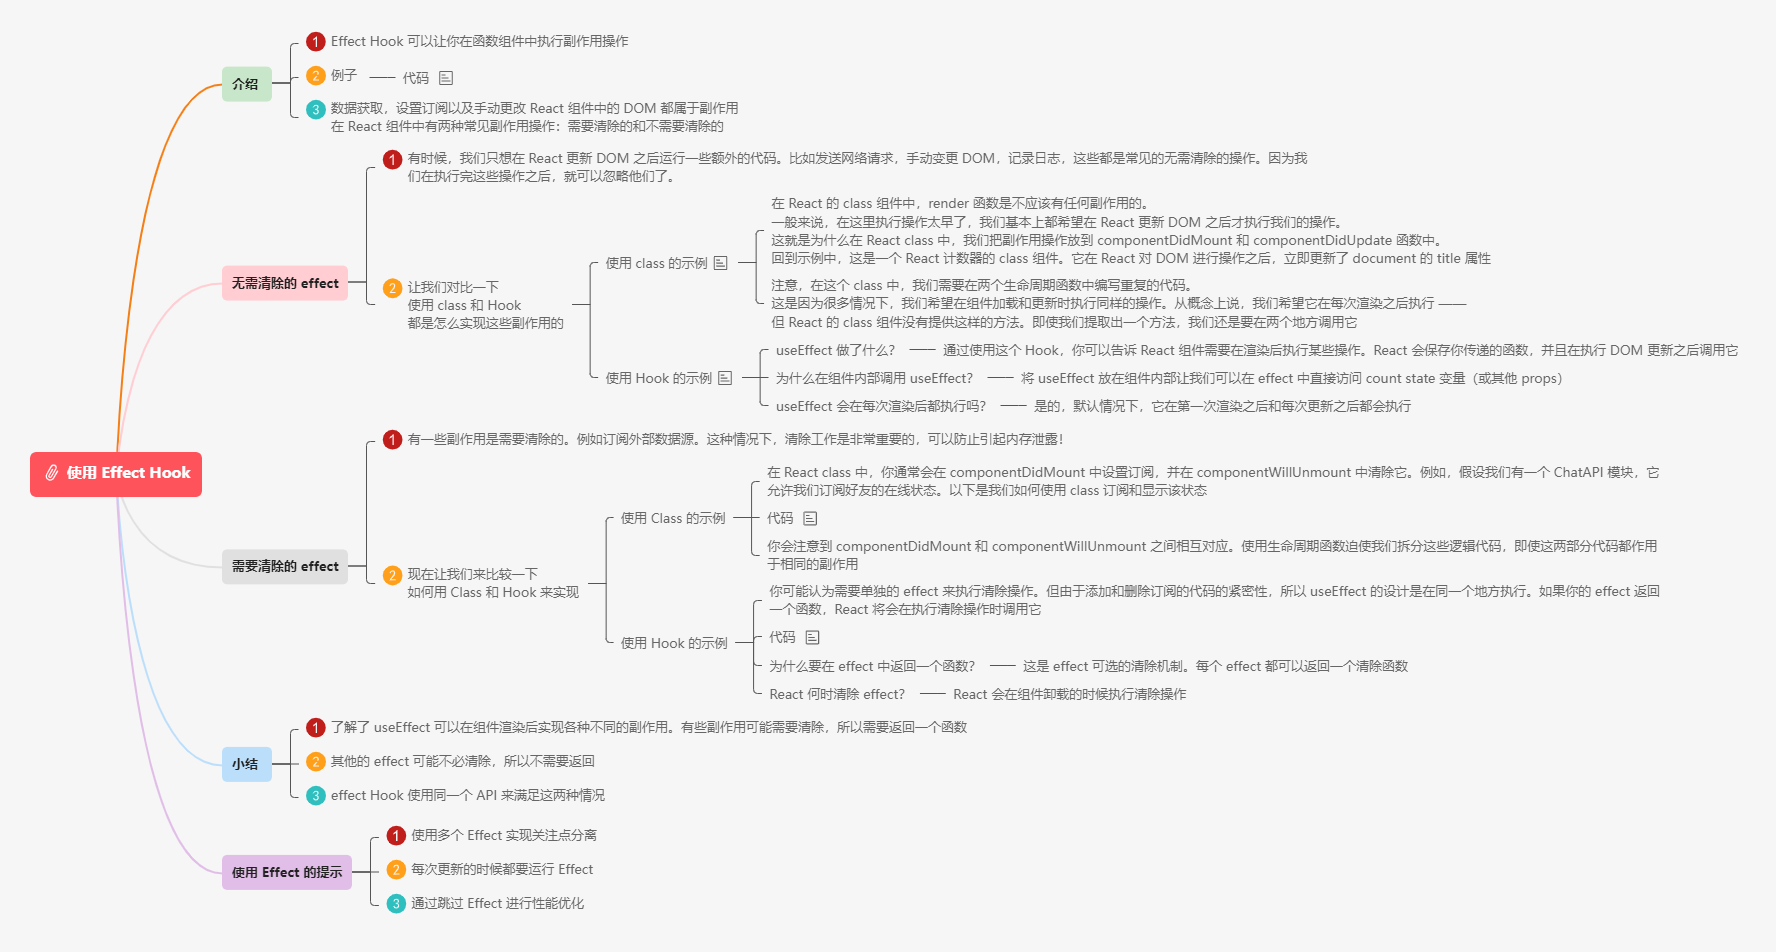 使用 Effect Hook
介绍
1 Effect Hook 可以让你在函数组件中执行副作用操作
2 例子 —— 代码
3 数据获取，设置订阅以及手动更改 React 组件中的 DOM 都属于副作用
在 React 组件中有两种常见副作用操作：需要清除的和不需要清除的
无需清除的 effect
1 有时候，我们只想在 React 更新 DOM 之后运行一些额外的代码。比如发送网络请求，手动变更 DOM，记录日志，这些都是常见的无需清除的操作。因为我
们在执行完这些操作之后，就可以忽略他们了。
2 让我们对比一下
使用 class 和 Hook
都是怎么实现这些副作用的
使用 class 的示例
在 React 的 class 组件中，render 函数是不应该有任何副作用的。
一般来说，在这里执行操作太早了，我们基本上都希望在 React 更新 DOM 之后才执行我们的操作。
这就是为什么在 React class 中，我们把副作用操作放到 componentDidMount 和 componentDidUpdate 函数中。
回到示例中，这是一个 React 计数器的 class 组件。它在 React 对 DOM 进行操作之后，立即更新了 document 的 title 属性
注意，在这个 class 中，我们需要在两个生命周期函数中编写重复的代码。
这是因为很多情况下，我们希望在组件加载和更新时执行同样的操作。从概念上说，我们希望它在每次渲染之后执行 ——
但 React 的 class 组件没有提供这样的方法。即使我们提取出一个方法，我们还是要在两个地方调用它
使用 Hook 的示例
useEffect 做了什么？ —— 通过使用这个 Hook，你可以告诉 React 组件需要在渲染后执行某些操作。React 会保存你传递的函数，并且在执行 DOM 更新之后调用它
为什么在组件内部调用 useEffect？ —— 将 useEffect 放在组件内部让我们可以在 effect 中直接访问 count state 变量（或其他 props）
useEffect 会在每次渲染后都执行吗？ —— 是的，默认情况下，它在第一次渲染之后和每次更新之后都会执行
需要清除的 effect
1 有一些副作用是需要清除的。例如订阅外部数据源。这种情况下，清除工作是非常重要的，可以防止引起内存泄露！
2 现在让我们来比较一下
如何用 Class 和 Hook 来实现
使用 Class 的示例
在 React class 中，你通常会在 componentDidMount 中设置订阅，并在 componentWillUnmount 中清除它。例如，假设我们有一个 ChatAPI 模块，它
允许我们订阅好友的在线状态。以下是我们如何使用 class 订阅和显示该状态
代码
你会注意到 componentDidMount 和 componentWillUnmount 之间相互对应。使用生命周期函数迫使我们拆分这些逻辑代码，即使这两部分代码都作用
于相同的副作用
使用 Hook 的示例
你可能认为需要单独的 effect 来执行清除操作。但由于添加和删除订阅的代码的紧密性，所以 useEffect 的设计是在同一个地方执行。如果你的 effect 返回
一个函数，React 将会在执行清除操作时调用它
代码
为什么要在 effect 中返回一个函数？ —— 这是 effect 可选的清除机制。每个 effect 都可以返回一个清除函数
React 何时清除 effect？ —— React 会在组件卸载的时候执行清除操作
小结
1 了解了 useEffect 可以在组件渲染后实现各种不同的副作用。有些副作用可能需要清除，所以需要返回一个函数
2 其他的 effect 可能不必清除，所以不需要返回
3 effect Hook 使用同一个 API 来满足这两种情况
使用 Effect 的提示
1 使用多个 Effect 实现关注点分离
2 每次更新的时候都要运行 Effect
3 通过跳过 Effect 进行性能优化